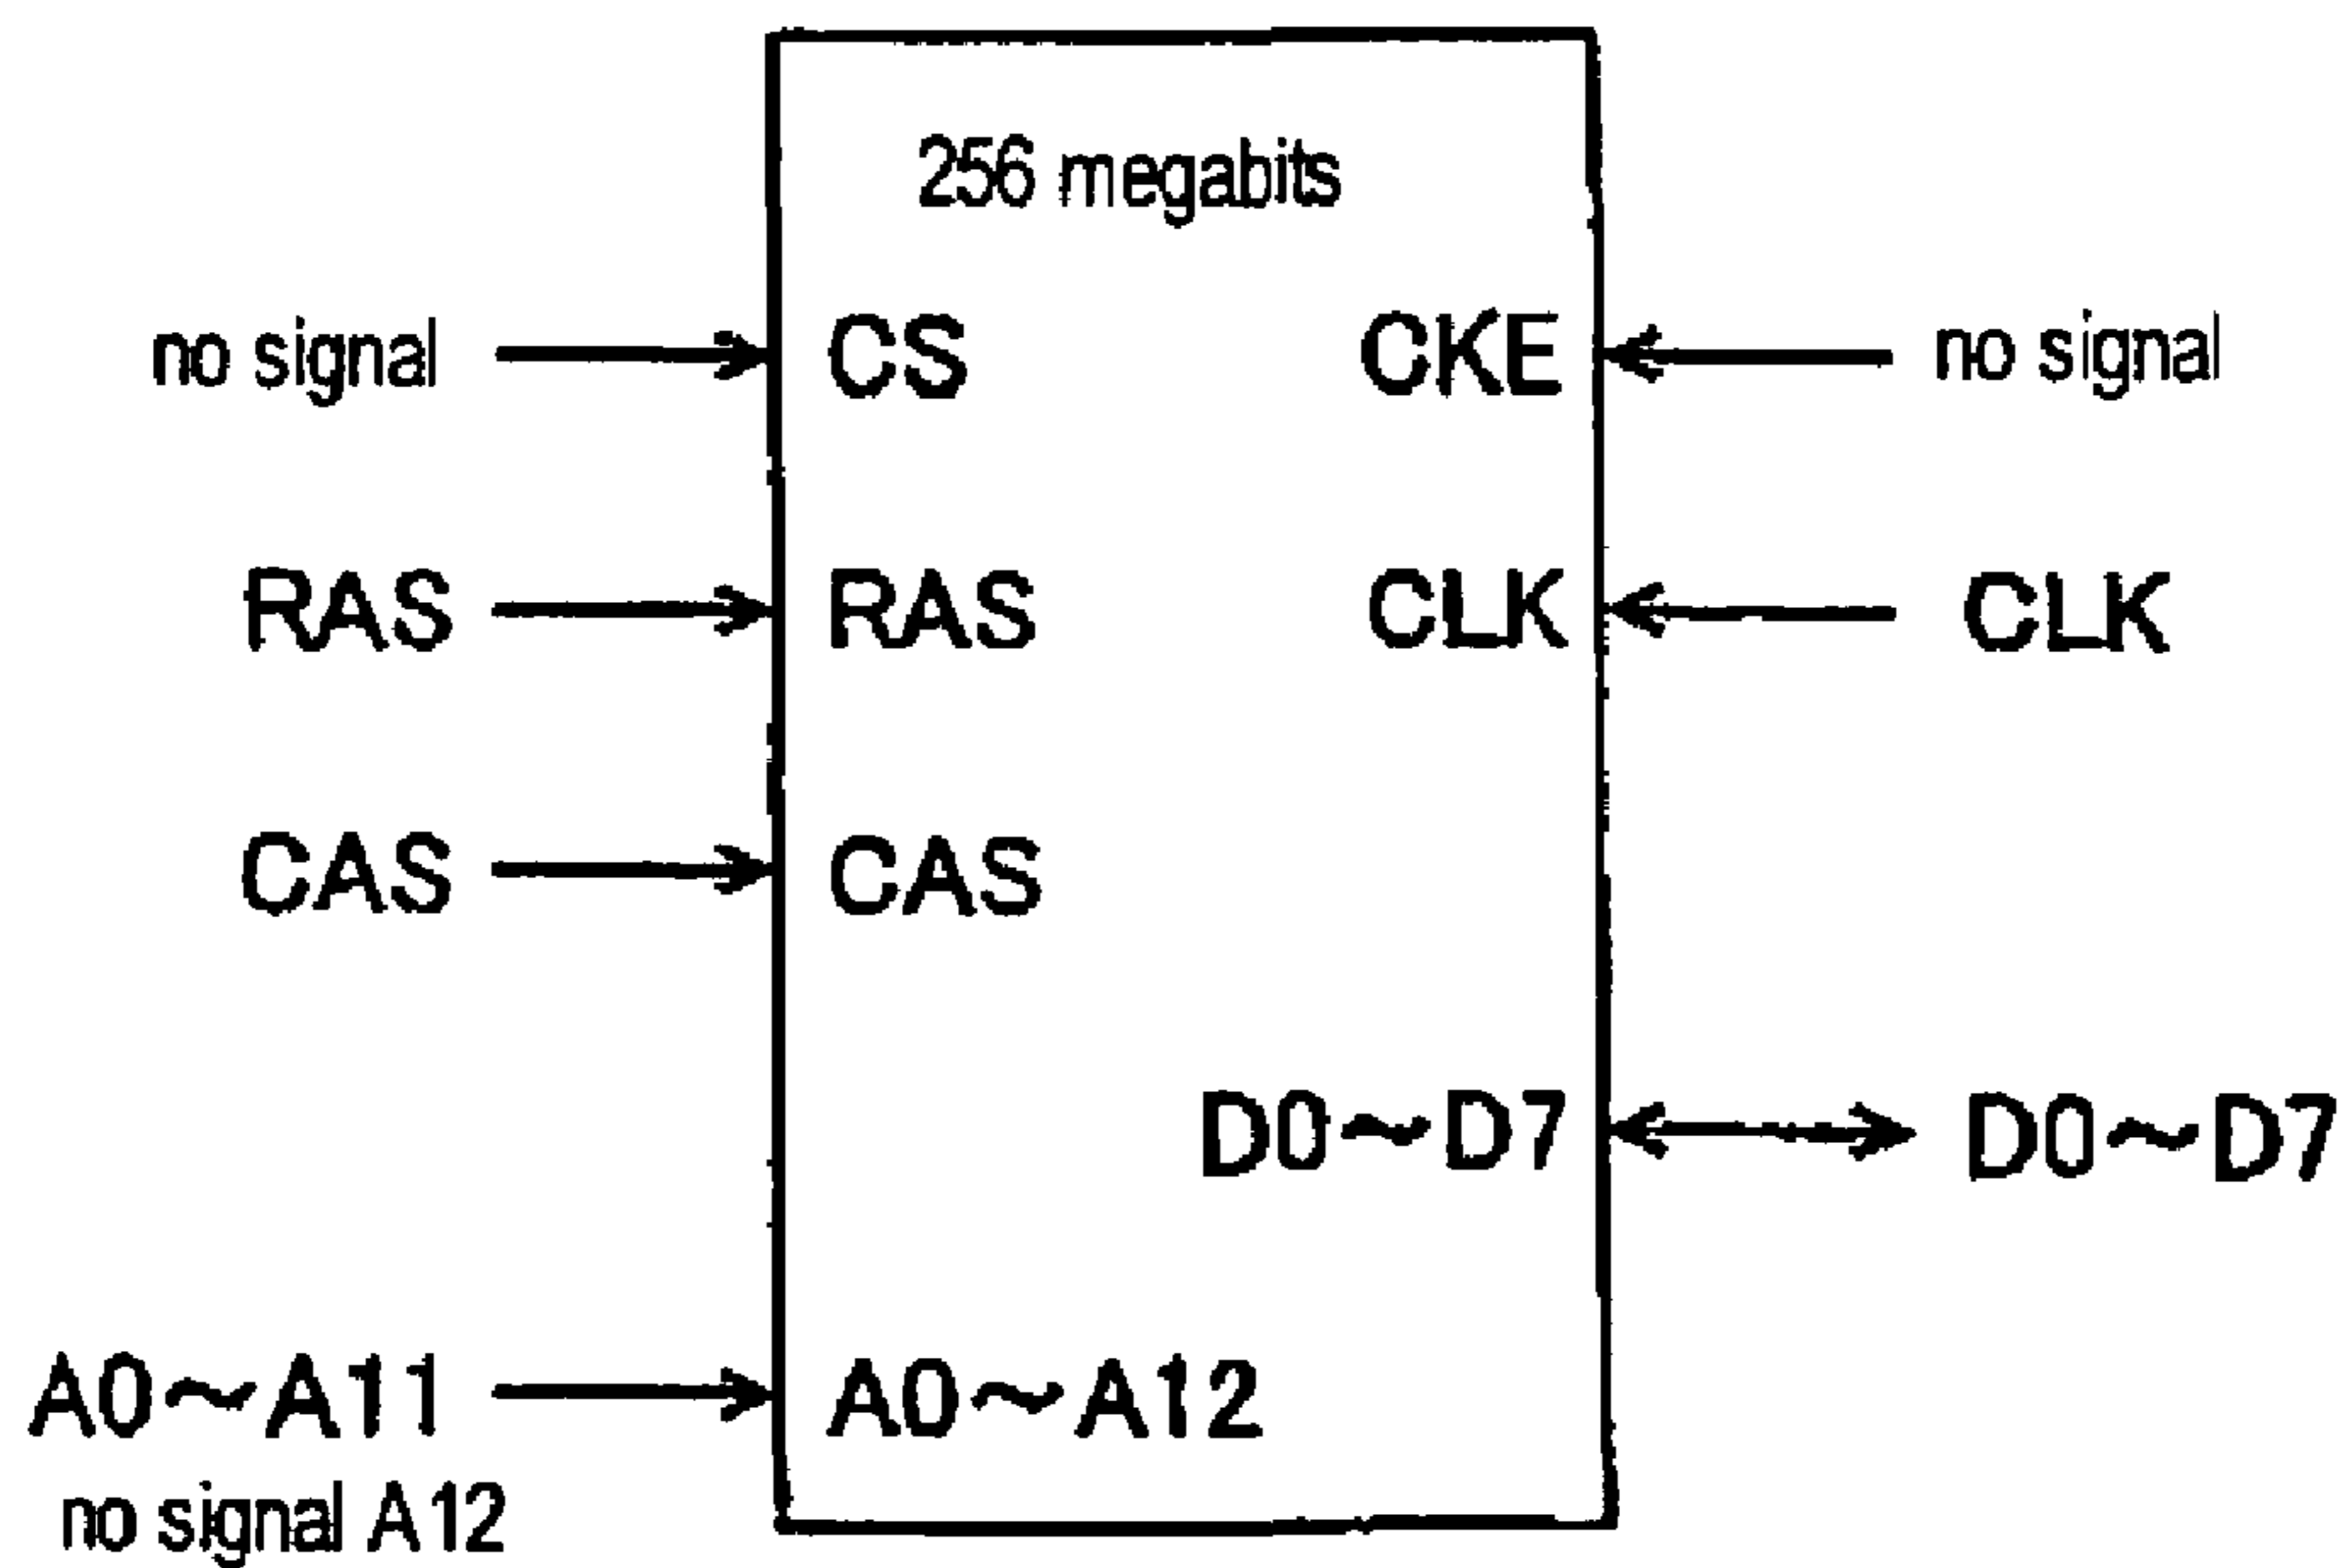 256 megabits
no signal CS CKE no signal
RAS RAS CLK CLK
CAS CAS
D0～D7 D0～D7
A0～A11 A0～A12
no signal A12